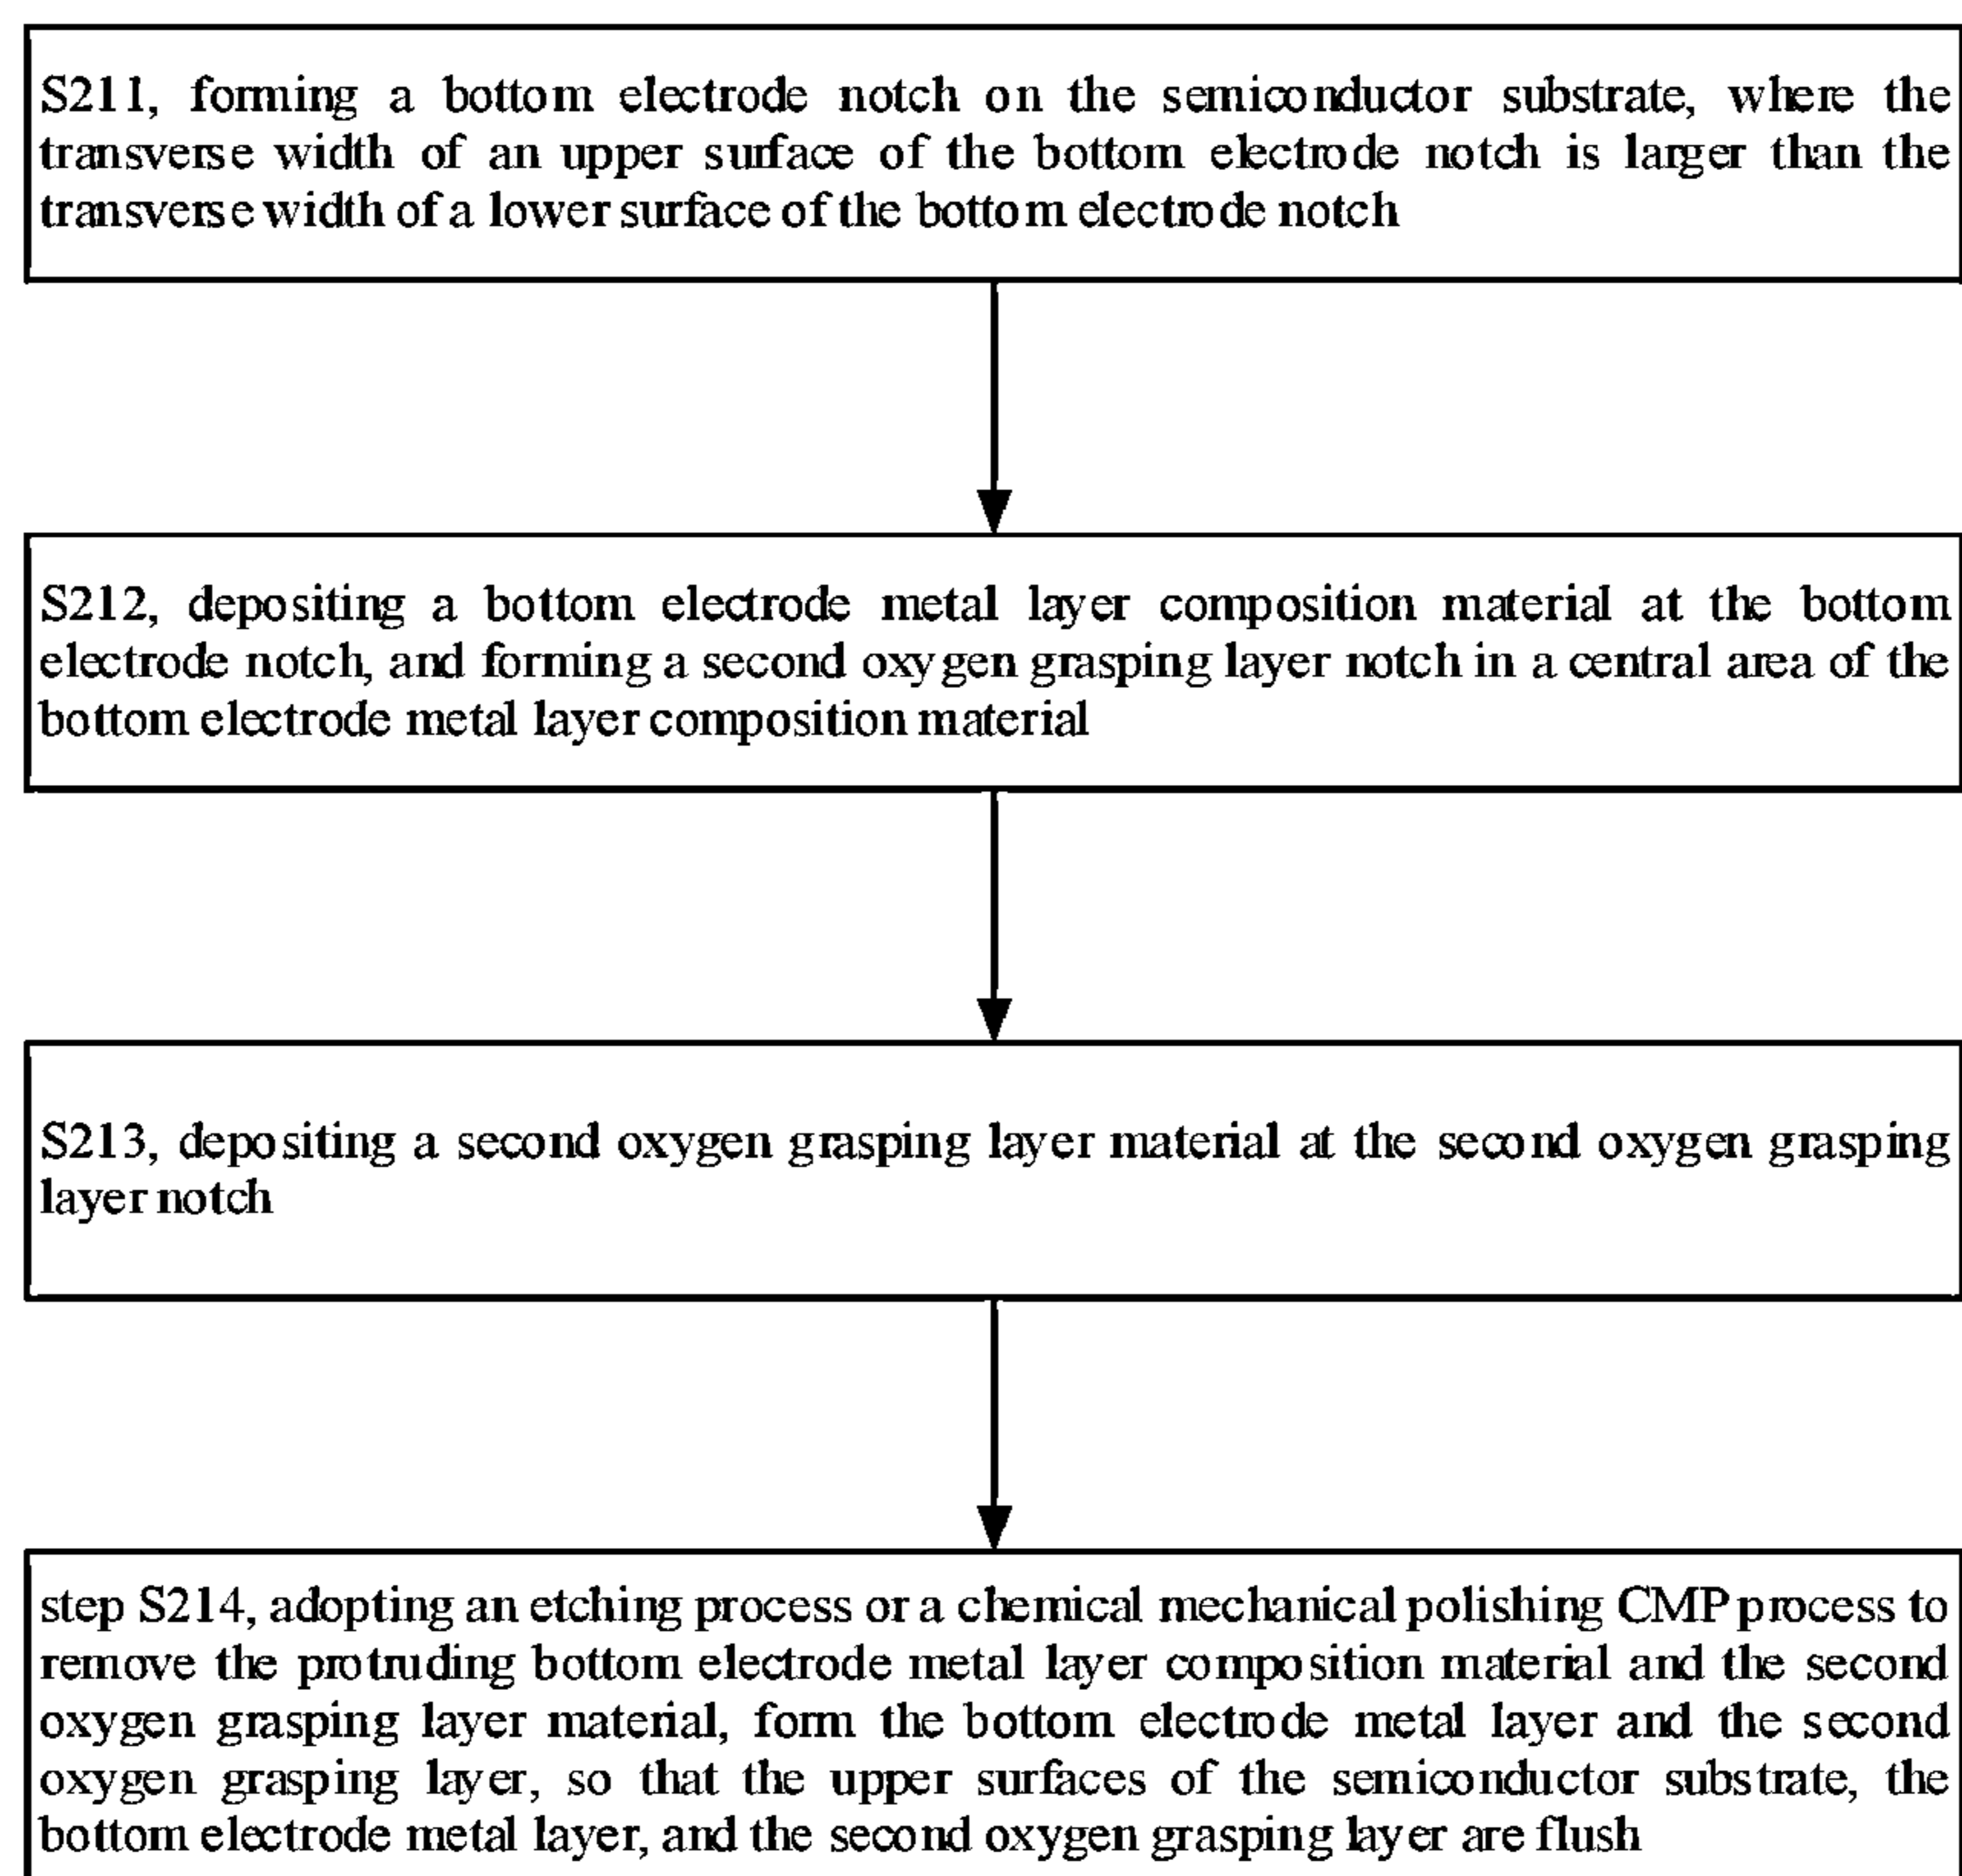 S211, forming a bottom electrode notch on the semiconductor substrate, where the
transverse width of an upper surface of the bottom electrode notch is larger than the
transverse width of a lower surface of the bottom electrode notch
S212, depositing a bottom electrode metal layer composition material at the bottom
electrode notch, and forming a second oxygen grasping layer notch in a central area of the
bottom electrode metal layer composition material
S213, depositing a second oxygen grasping layer material at the second oxygen grasping
layer notch
step S214, adopting an etching process or a chemical mechanical polishing CMP process to
remove the protruding bottom electrode metal layer composition material and the second
oxygen grasping layer material, form the bottom electrode metal layer and the second
oxygen grasping layer, so that the upper surfaces of the semiconductor substrate, the
bottom electrode metal layer, and the second oxygen grasping layer are flush